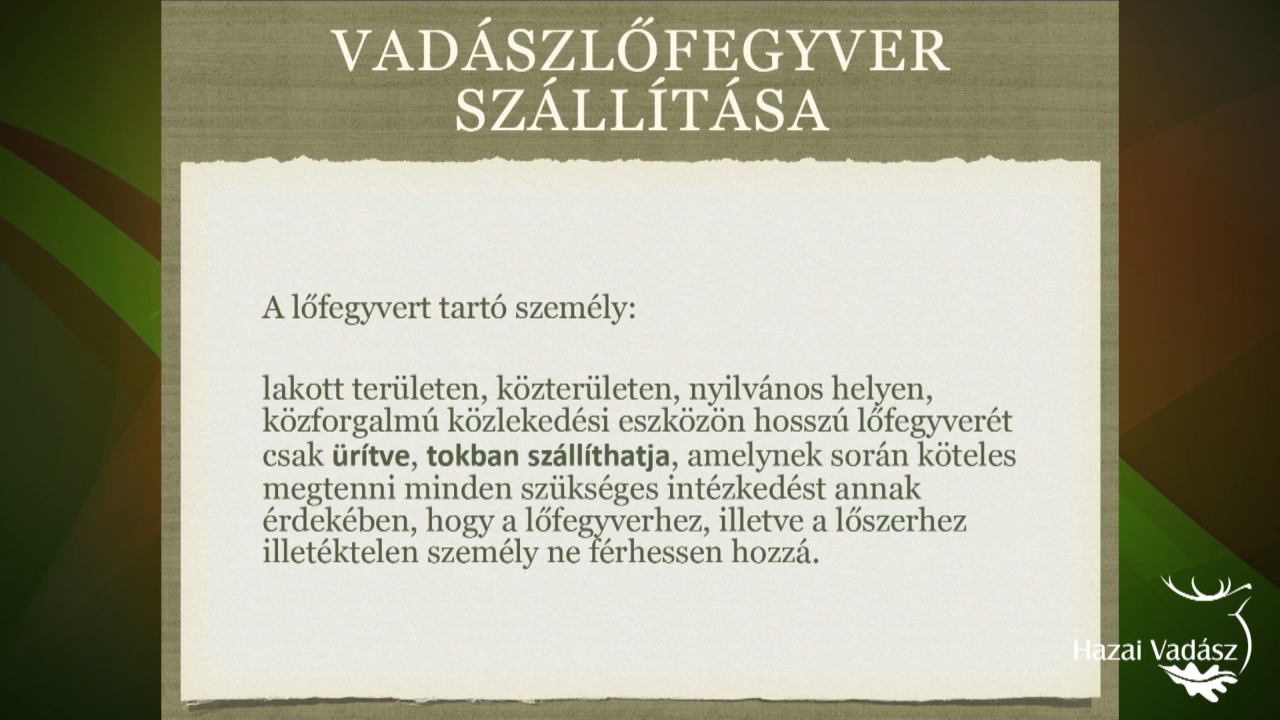 VADÁSZLŐFEGYVER
SZÁLLÍTÁSA
A lőfegyvert tartó személy:
lakott területen, közterületen, nyilvános helyen,
közforgalmú közlekedési eszközön hosszú lőfegyverét
csak ürítve, tokban szállíthatja, amelynek során köteles
megtenni minden szükséges intézkedést annak
érdekében, hogy a lőfegyverhez, illetve a lőszerhez
illetéktelen személy ne férhessen hozzá.
Hazai Vadász